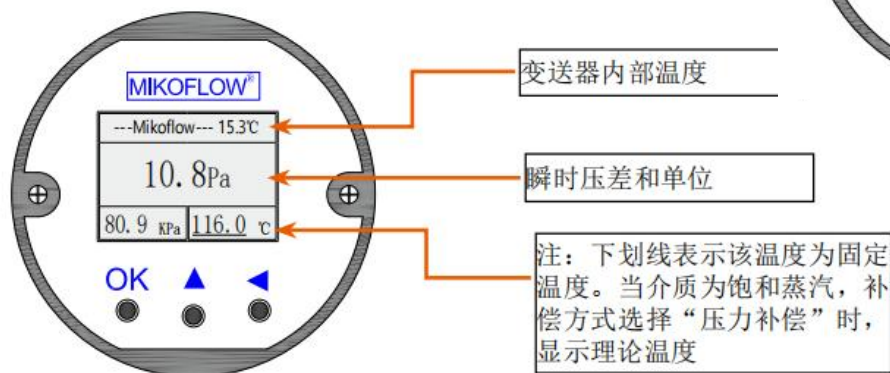 MIKOFLOW®
---Mikoflow--- 15.3℃
10.8Pa
80.9 KPa 116.0 ℃
OK ▲ ◀
变送器内部温度
瞬时压差和单位
注：下划线表示该温度为固定
温度。当介质为饱和蒸汽，补
偿方式选择“压力补偿”时，
显示理论温度